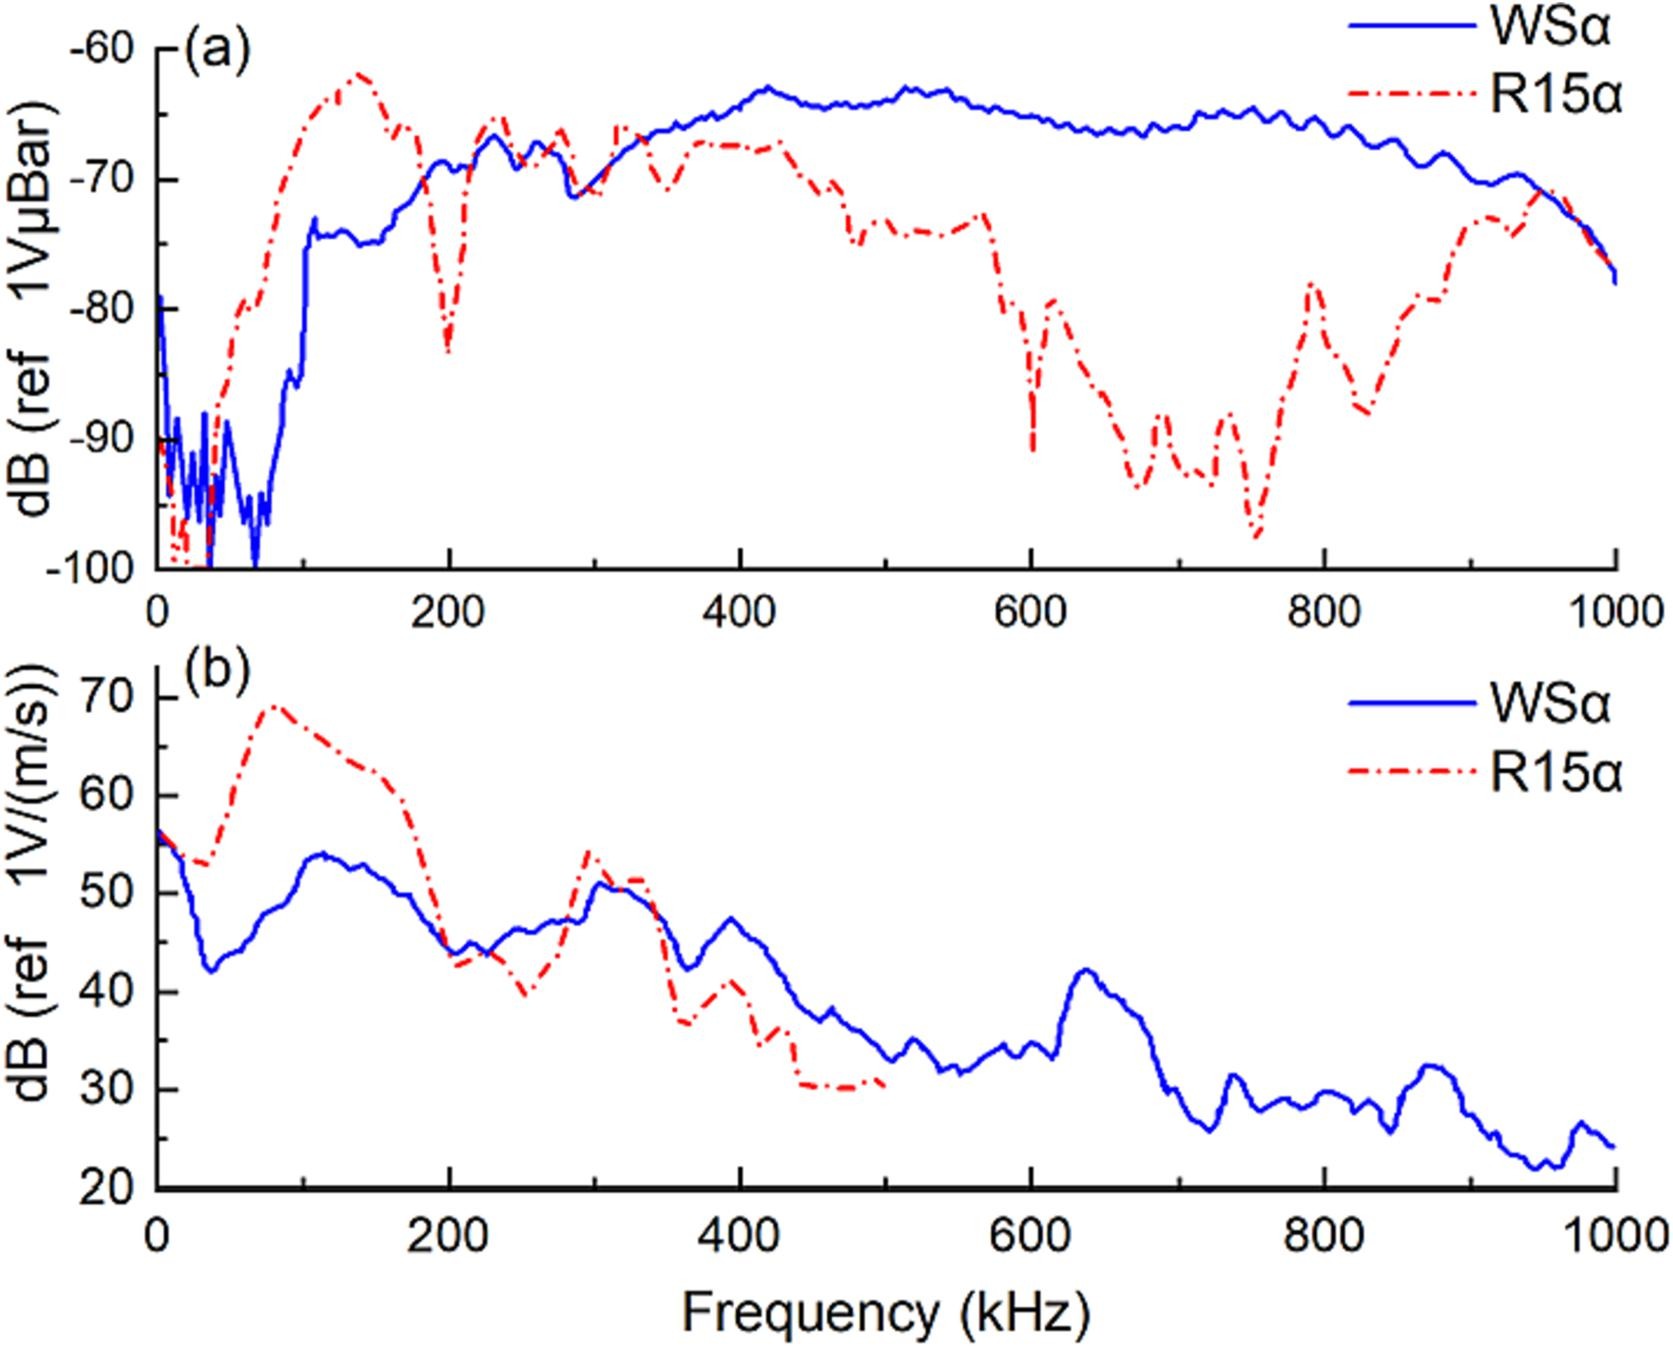 (a)
WSα
R15α
dB (ref 1VμBar)
-60
-70
-80
-90
-100
0 200 400 600 800 1000
(b)
WSα
R15α
dB (ref 1V/(m/s))
70
60
50
40
30
20
0 200 400 600 800 1000
Frequency (kHz)